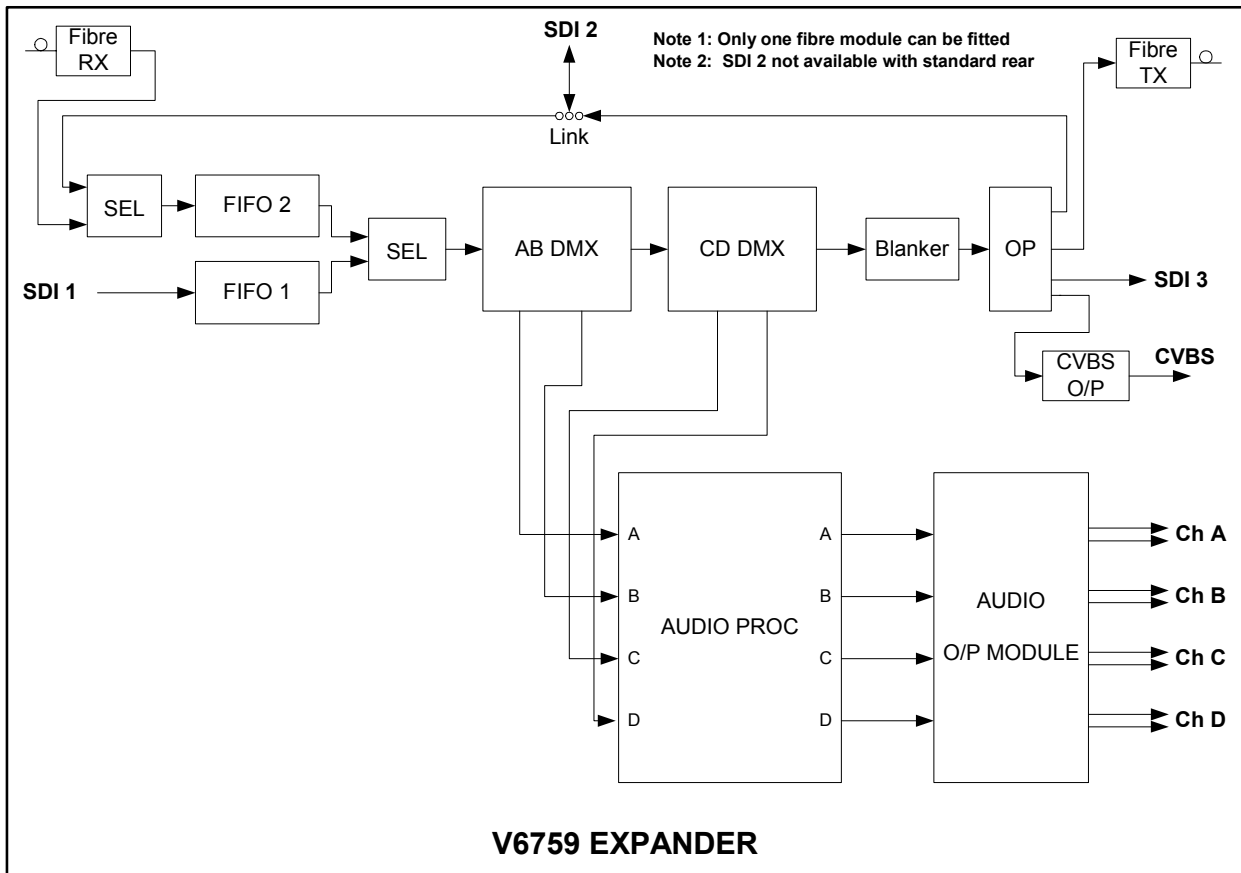 Fibre
RX
SDI 2
Note 1: Only one fibre module can be fitted
Note 2: SDI 2 not available with standard rear
Fibre
TX
Link
SEL
FIFO 2
SEL
AB DMX
CD DMX
Blanker
OP
SDI 1
FIFO 1
SDI 3
CVBS
O/P
CVBS
A
B
C
D
AUDIO PROC
A
B
C
D
AUDIO
O/P MODULE
Ch A
Ch B
Ch C
Ch D
V6759 EXPANDER